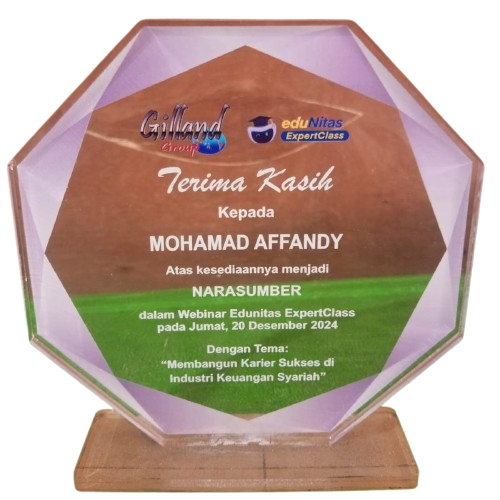 Gilland
Group
eduNitas
ExpertClass
Terima Kasih
Kepada
MOHAMAD AFFANDY
Atas kesediaannya menjadi
NARASUMBER
dalam Webinar Edunitas ExpertClass
pada Jumat, 20 Desember 2024
Dengan Tema:
“Membangun Karier Sukses di
Industri Keuangan Syariah”